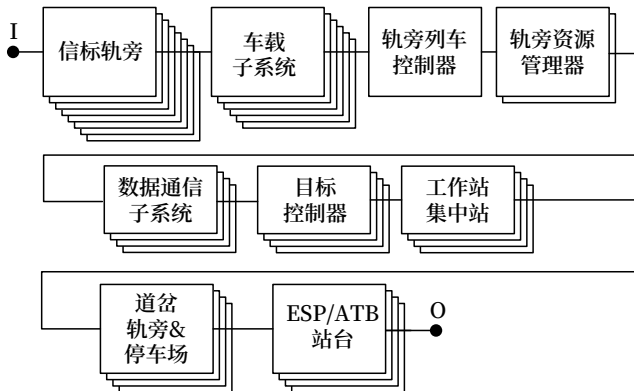 I
信标轨旁
车载
子系统
轨旁列车
控制器
轨旁资源
管理器
数据通信
子系统
目标
控制器
工作站
集中站
道岔
轨旁&
停车场
ESP/ATB
站台
O